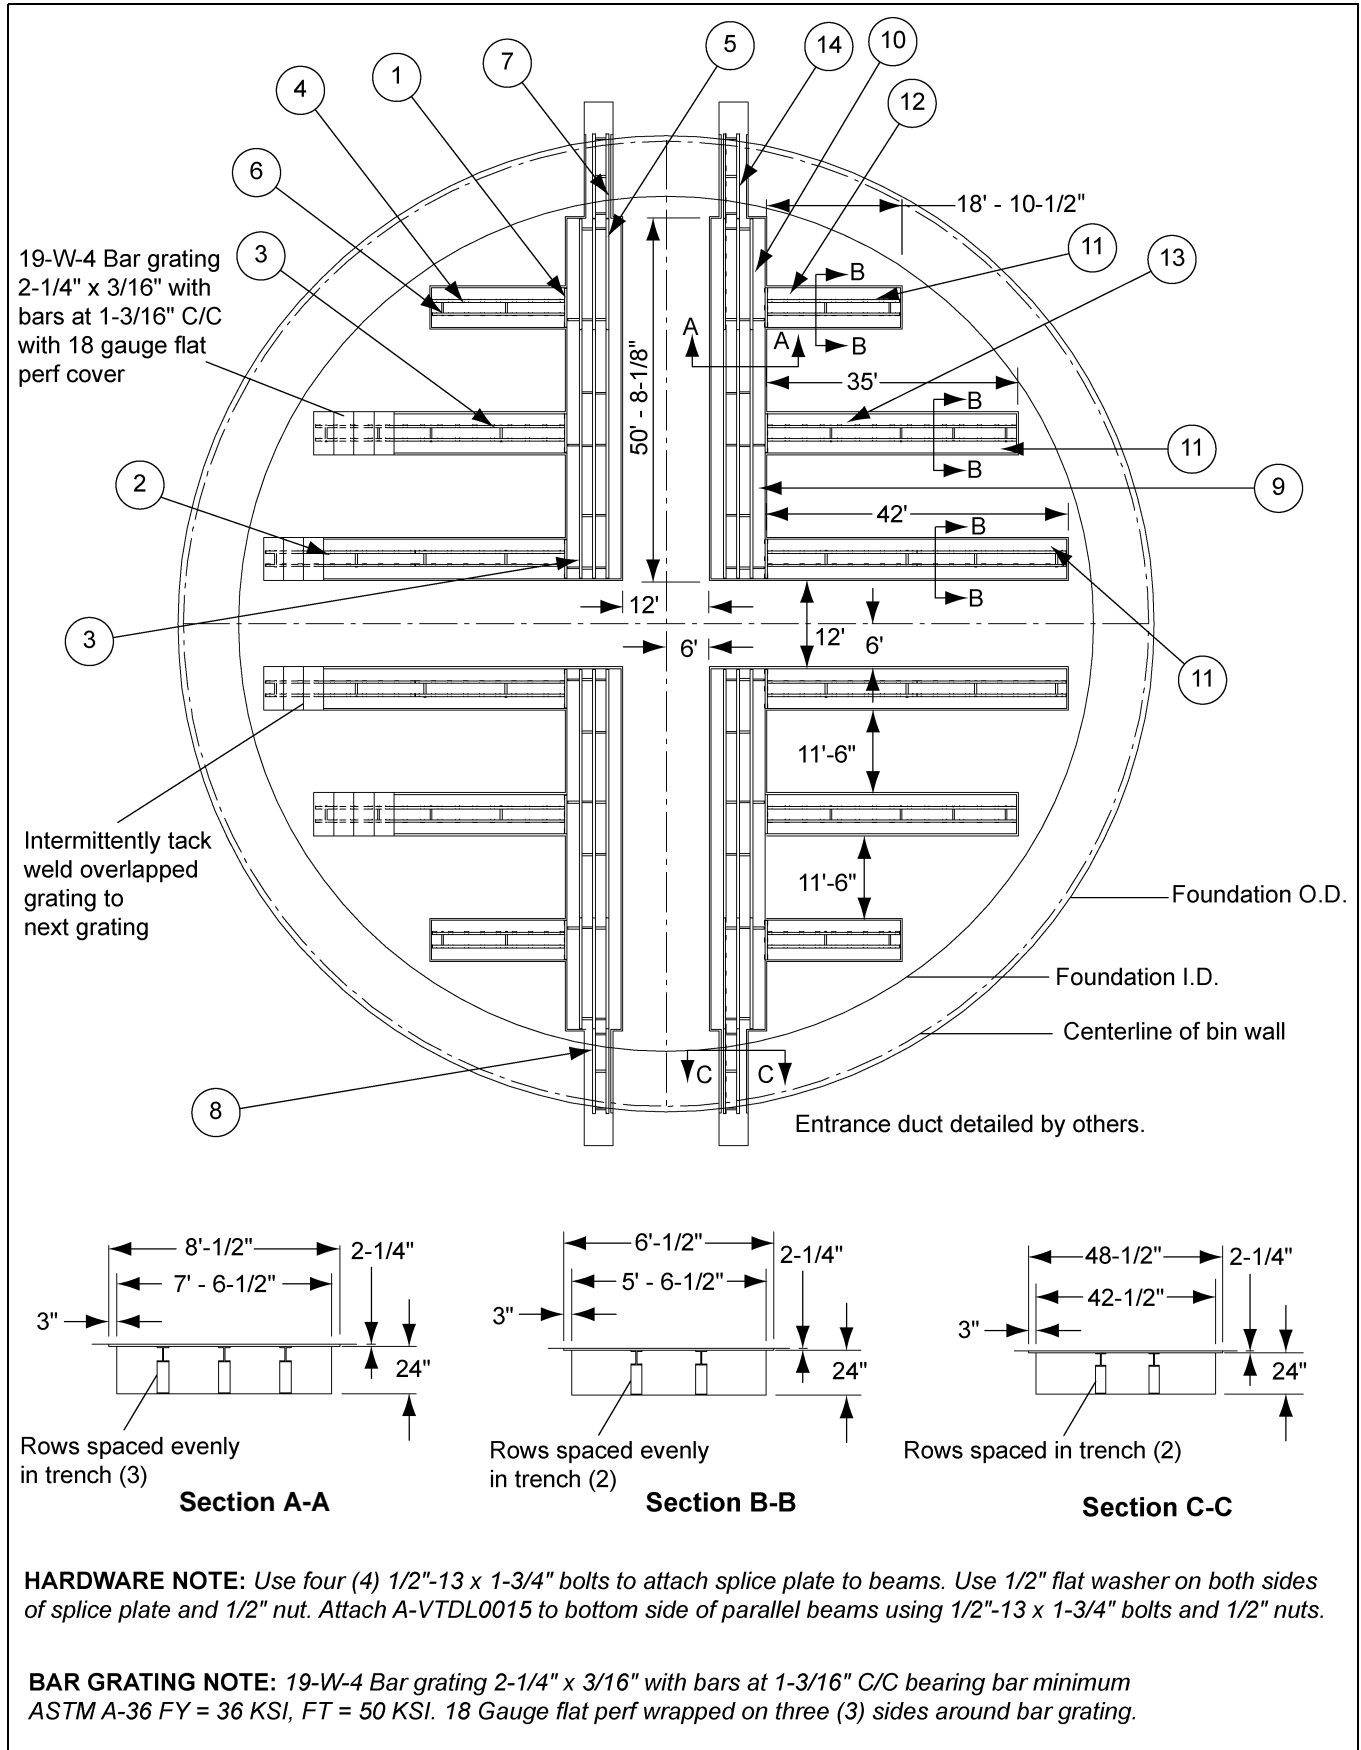 5
14
10
7
1
4
12
6
18' - 10-1/2"
3
11
13
19-W-4 Bar grating
2-1/4" x 3/16" with
bars at 1-3/16" C/C
with 18 gauge flat
perf cover
B
A
A
B
50' - 8-1/8"
35'
B
11
B
2
9
42'
B
B
12'
12'
6'
6'
3
11
11'-6"
Intermittently tack
weld overlapped
grating to
next grating
11'-6"
Foundation O.D.
Foundation I.D.
Centerline of bin wall
C
C
8
Entrance duct detailed by others.
8'-1/2"
2-1/4"
7' - 6-1/2"
3"
24"
Rows spaced evenly
in trench (3)
Section A-A
6'-1/2"
2-1/4"
5' - 6-1/2"
3"
24"
Rows spaced evenly
in trench (2)
Section B-B
48-1/2"
2-1/4"
42-1/2"
3"
24"
Rows spaced in trench (2)
Section C-C
HARDWARE NOTE: Use four (4) 1/2"-13 x 1-3/4" bolts to attach splice plate to beams. Use 1/2" flat washer on both sides
of splice plate and 1/2" nut. Attach A-VTDL0015 to bottom side of parallel beams using 1/2"-13 x 1-3/4" bolts and 1/2" nuts.
BAR GRATING NOTE: 19-W-4 Bar grating 2-1/4" x 3/16" with bars at 1-3/16" C/C bearing bar minimum
ASTM A-36 FY = 36 KSI, FT = 50 KSI. 18 Gauge flat perf wrapped on three (3) sides around bar grating.